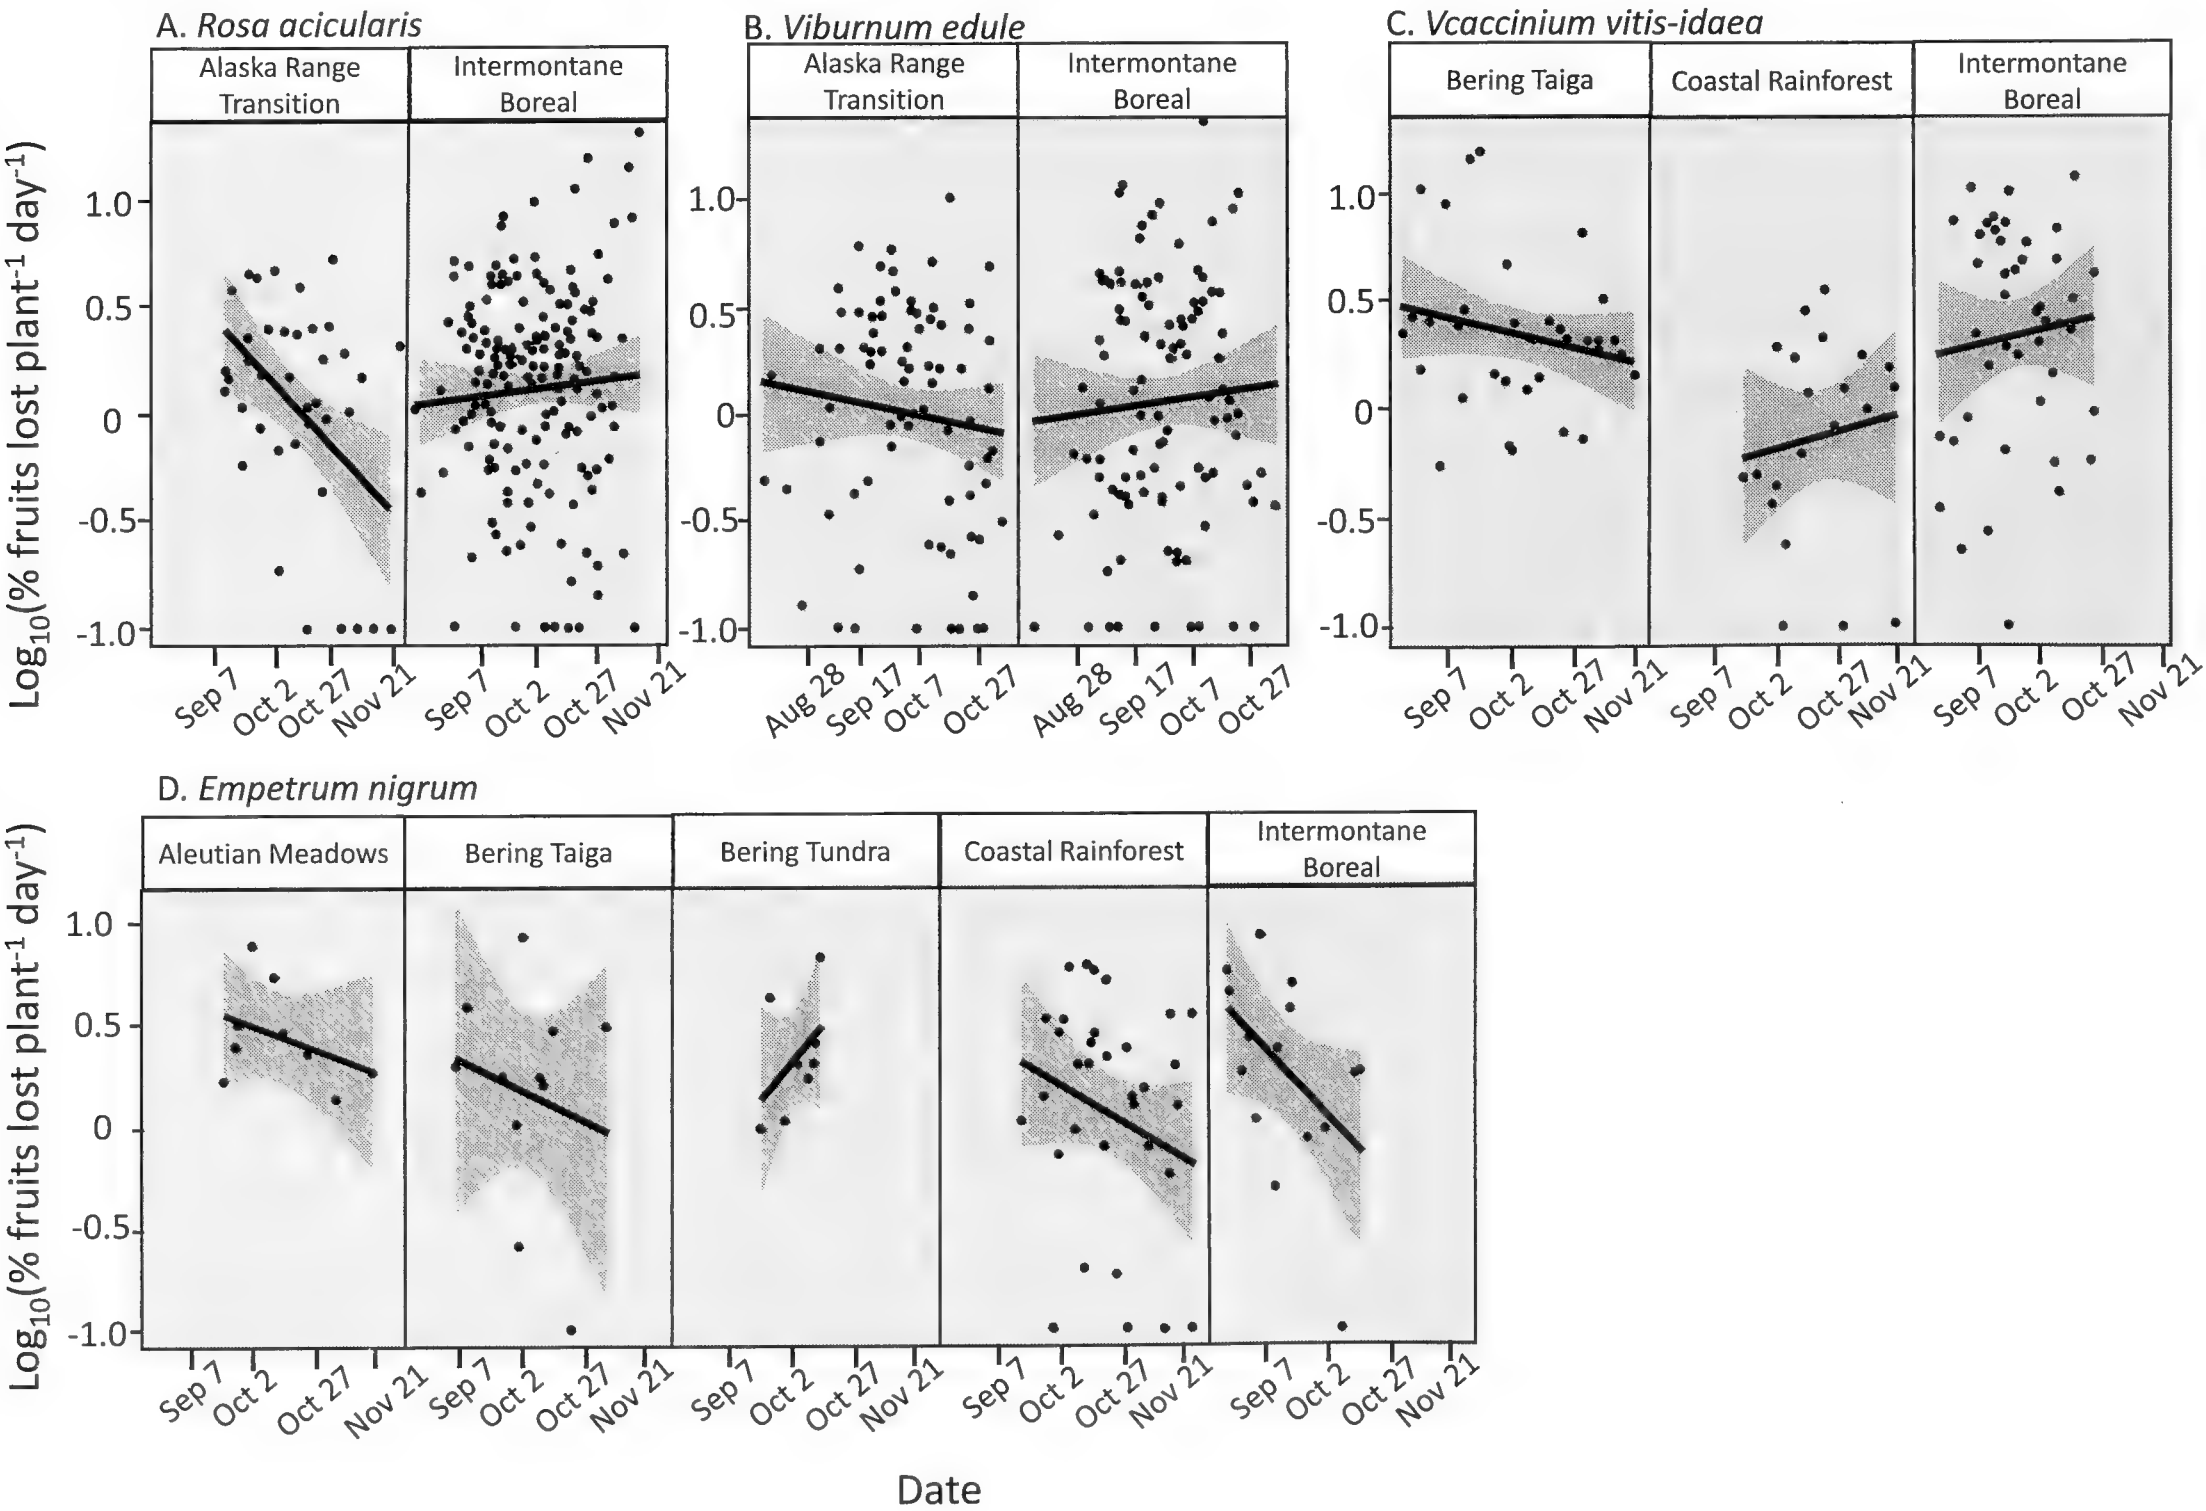 A. Rosa acicularis
B. Viburnum edule
C. Vcaccinium vitis-idaea
Alaska Range
Transition
Intermontane
Boreal
Alaska Range
Transition
Intermontane
Boreal
Bering Taiga
Coastal Rainforest
Intermontane
Boreal
Log10(% fruits lost plant-1 day-1)
1.0
0.5
0
-0.5
-1.0
1.0
0.5
0
-0.5
-1.0
1.0
0.5
0
-0.5
-1.0
Sep 7
Oct 2
Oct 27
Nov 21
Sep 7
Oct 2
Oct 27
Nov 21
Aug 28
Sep 17
Oct 7
Oct 27
Aug 28
Sep 17
Oct 7
Oct 27
Sep 7
Oct 2
Oct 27
Nov 21
Sep 7
Oct 2
Oct 27
Nov 21
Sep 7
Oct 2
Oct 27
Nov 21
D. Empetrum nigrum
Aleutian Meadows
Bering Taiga
Bering Tundra
Coastal Rainforest
Intermontane
Boreal
Log10(% fruits lost plant-1 day-1)
1.0
0.5
0
-0.5
-1.0
Sep 7
Oct 2
Oct 27
Nov 21
Sep 7
Oct 2
Oct 27
Nov 21
Sep 7
Oct 2
Oct 27
Nov 21
Sep 7
Oct 2
Oct 27
Nov 21
Sep 7
Oct 2
Oct 27
Nov 21
Date